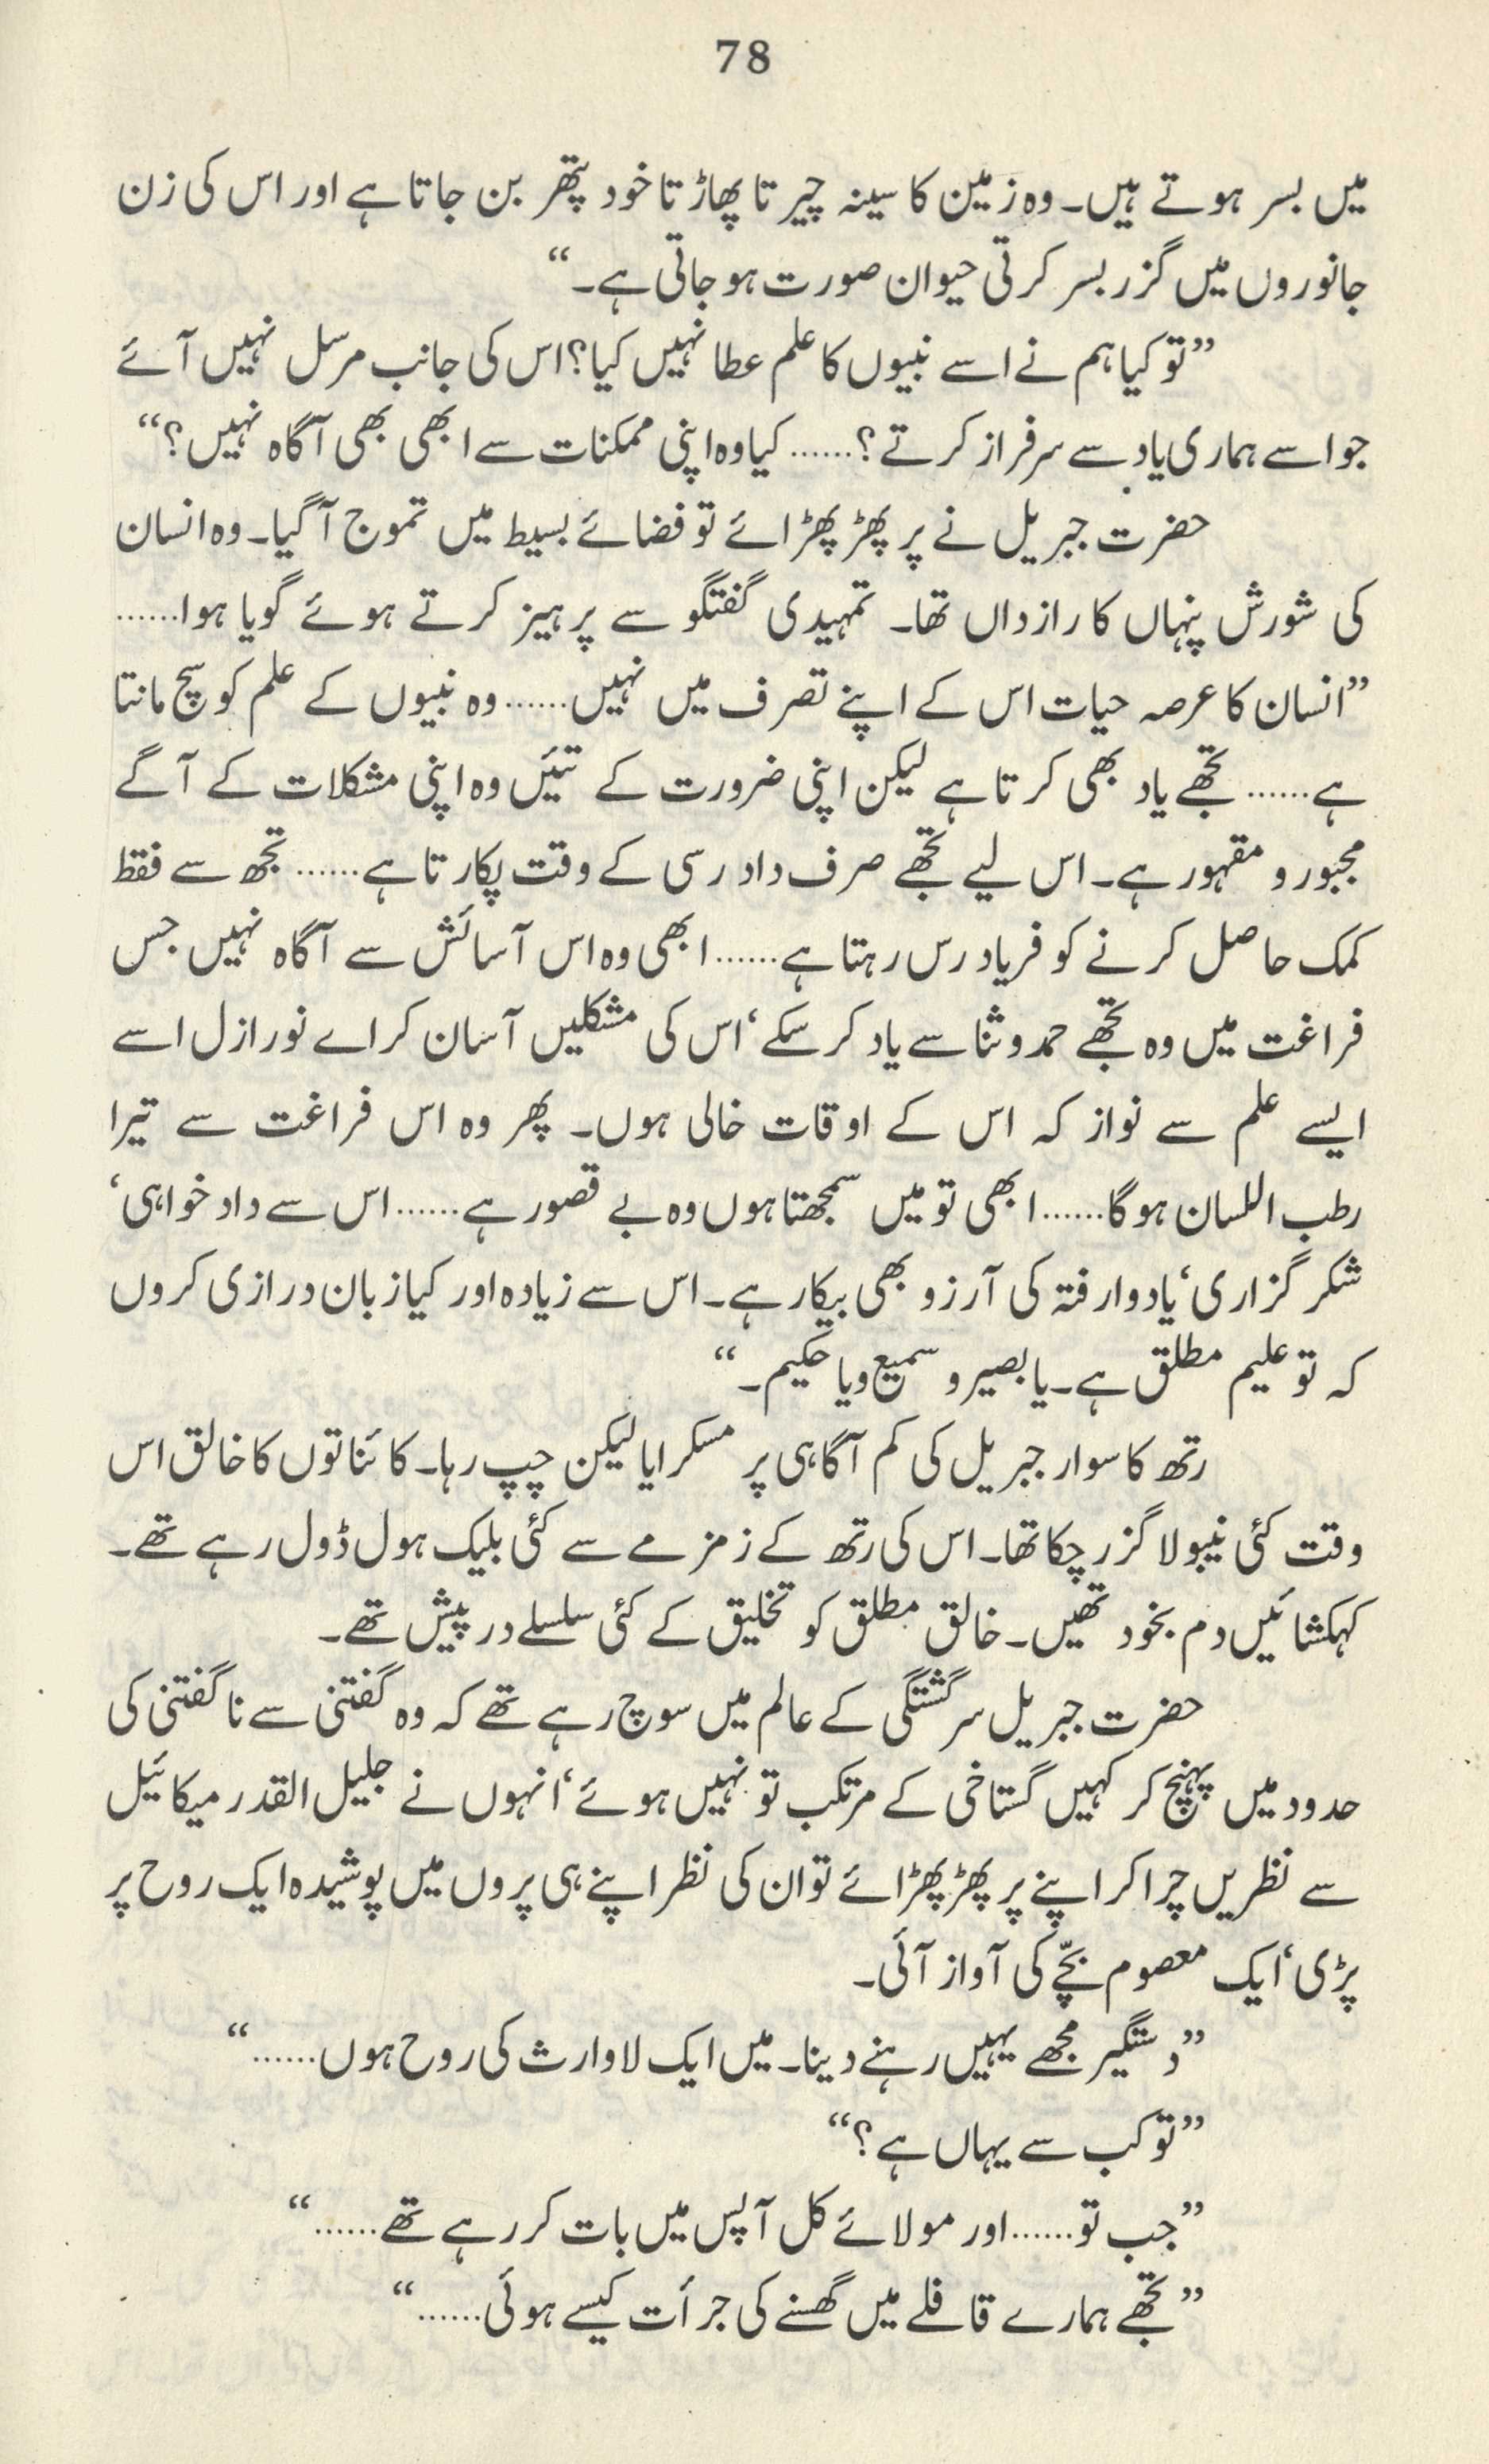 78
میں بسر ہوتے ہیں۔ وہ زمین کا سینہ چیرتا پھاڑتا خود پتھر بن جاتا ہے اور اس کی زن
جانوروں میں گزر بسر کرتی حیوان صورت ہو جاتی ہے۔“
”تو کیا ہم نے اسے نبیوں کا علم عطا نہیں کیا؟ اس کی جانب مرسل نہیں آئے
جو اسے ہماری یاد سے سرفراز کرتے؟...... کیا وہ اپنی ممکنات سے ابھی بھی آگاہ نہیں؟“
حضرت جبریل نے پر پھڑپھڑائے تو فضائے بسیط میں تموج آگیا۔ وہ انسان
کی شورش پنہاں کا رازداں تھا۔ تمہیدی گفتگو سے پرہیز کرتے ہوئے گویا ہوا......
”انسان کا عرصہ حیات اس کے اپنے تصرف میں نہیں...... وہ نبیوں کے علم کو سچ مانتا
ہے...... تجھے یاد بھی کرتا ہے لیکن اپنی ضرورت کے تئیں وہ اپنی مشکلات کے آگے
مجبور و مقہور ہے۔ اس لیے تجھے صرف داد رسی کے وقت پکارتا ہے...... تجھ سے فقط
کمک حاصل کرنے کو فریاد رس رہتا ہے...... ابھی وہ اس آسائش سے آگاہ نہیں جس
فراغت میں وہ تجھے حمد و ثنا سے یاد کر سکے‘ اس کی مشکلیں آسان کر اے نور ازل اسے
ایسے علم سے نواز کہ اس کے اوقات خالی ہوں۔ پھر وہ اس فراغت سے تیرا
رطب اللسان ہوگا...... ابھی تو میں سمجھتا ہوں وہ بے قصور ہے...... اس سے داد خواہی‘
شکر گزاری‘ یاد وارفتہ کی آرزو بھی بیکار ہے۔ اس سے زیادہ اور کیا زبان درازی کروں
کہ تو علیم مطلق ہے۔ یا بصیر و سمیع ویا حکیم۔“
رتھ کا سوار جبریل کی کم آگاہی پر مسکرایا لیکن چپ رہا۔ کائناتوں کا خالق اس
وقت کئی نیبولا گزر چکا تھا۔ اس کی رتھ کے زمزمے سے کئی بلیک ہول ڈول رہے تھے۔
کہکشائیں دم بخود تھیں۔ خالق مطلق کو تخلیق کے کئی سلسلے درپیش تھے۔
حضرت جبریل سرگشتگی کے عالم میں سوچ رہے تھے کہ وہ گفتنی سے ناگفتنی کی
حدود میں پہنچ کر کہیں گستاخی کے مرتکب تو نہیں ہوئے‘ انہوں نے جلیل القدر میکائیل
سے نظریں چرا کر اپنے پر پھڑپھڑائے تو ان کی نظر اپنے ہی پروں میں پوشیدہ ایک روح پر
پڑی‘ ایک معصوم بچّے کی آواز آئی۔
”دستگیر مجھے یہیں رہنے دینا۔ میں ایک لاوارث کی روح ہوں......“
”تو کب سے یہاں ہے؟“
”جب تو...... اور مولائے کل آپس میں بات کر رہے تھے......“
”تجھے ہمارے قافلے میں گھسنے کی جرأت کیسے ہوئی......“